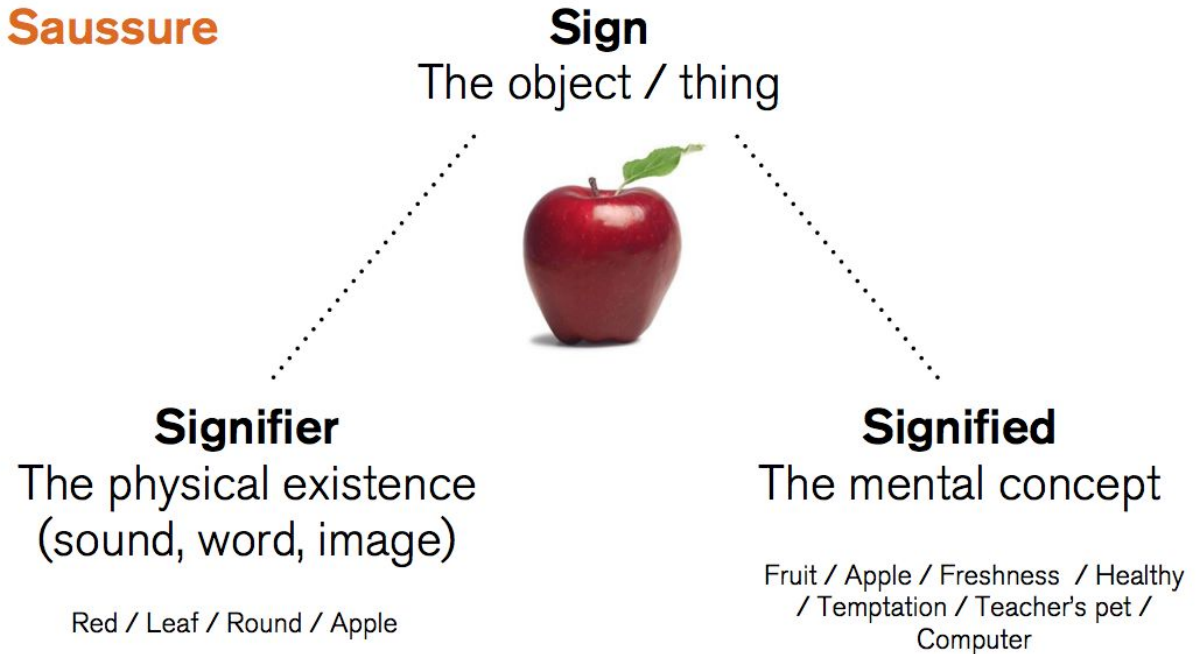 Saussure
Sign
The object / thing
Signifier
The physical existence
(sound, word, image)
Red / Leaf / Round / Apple
Signified
The mental concept
Fruit / Apple / Freshness / Healthy
/ Temptation / Teacher's pet /
Computer